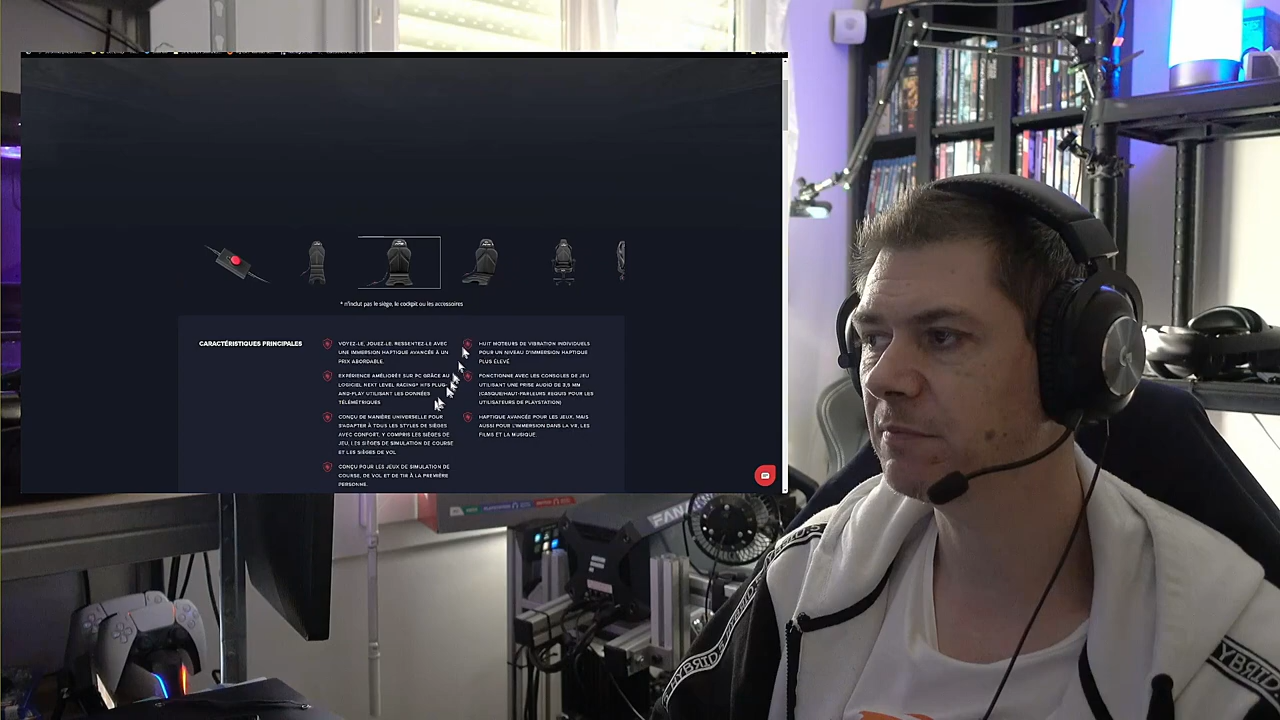 * n'inclut pas le siège, le cockpit ou les accessoires
CARACTÉRISTIQUES PRINCIPALES
VOYEZ-LE, JOUEZ-LE, RESSENTEZ-LE AVEC
UNE IMMERSION HAPTIQUE AVANCÉE À UN
PRIX ABORDABLE.
EXPÉRIENCE AMÉLIORÉE SUR PC GRÂCE AU
LOGICIEL NEXT LEVEL RACING® HF8 PLUG-
AND-PLAY UTILISANT LES DONNÉES
TÉLÉMÉTRIQUES
CONÇU DE MANIÈRE UNIVERSELLE POUR
S'ADAPTER À TOUS LES STYLES DE SIÈGES
AVEC CONFORT, Y COMPRIS LES SIÈGES DE
JEU, LES SIÈGES DE SIMULATION DE COURSE
ET LES SIÈGES DE VOL
CONÇU POUR LES JEUX DE SIMULATION DE
COURSE, DE VOL ET DE TIR À LA PREMIÈRE
PERSONNE.
HUIT MOTEURS DE VIBRATION INDIVIDUELS
POUR UN NIVEAU D'IMMERSION HAPTIQUE
PLUS ÉLEVÉ
FONCTIONNE AVEC LES CONSOLES DE JEU
UTILISANT UNE PRISE AUDIO DE 3,5 MM
(CASQUE/HAUT-PARLEURS REQUIS POUR LES
UTILISATEURS DE PLAYSTATION)
HAPTIQUE AVANCÉE POUR LES JEUX, MAIS
AUSSI POUR L'IMMERSION DANS LA VR, LES
FILMS ET LA MUSIQUE.